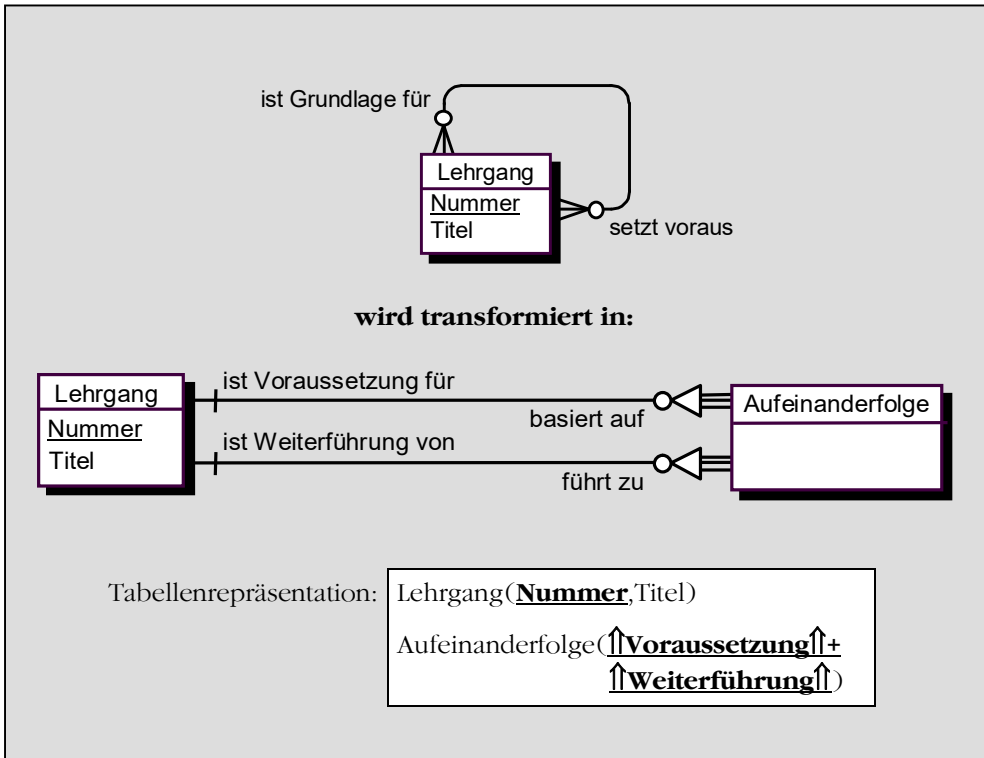 ist Grundlage für
Lehrgang
Nummer
Titel
setzt voraus
wird transformiert in:
Lehrgang
Nummer
Titel
ist Voraussetzung für
basiert auf
ist Weiterführung von
führt zu
Aufeinanderfolge
Tabellenrepräsentation:
Lehrgang(Nummer,Titel)
Aufeinanderfolge(⇑Voraussetzung⇑+
⇑Weiterführung⇑)